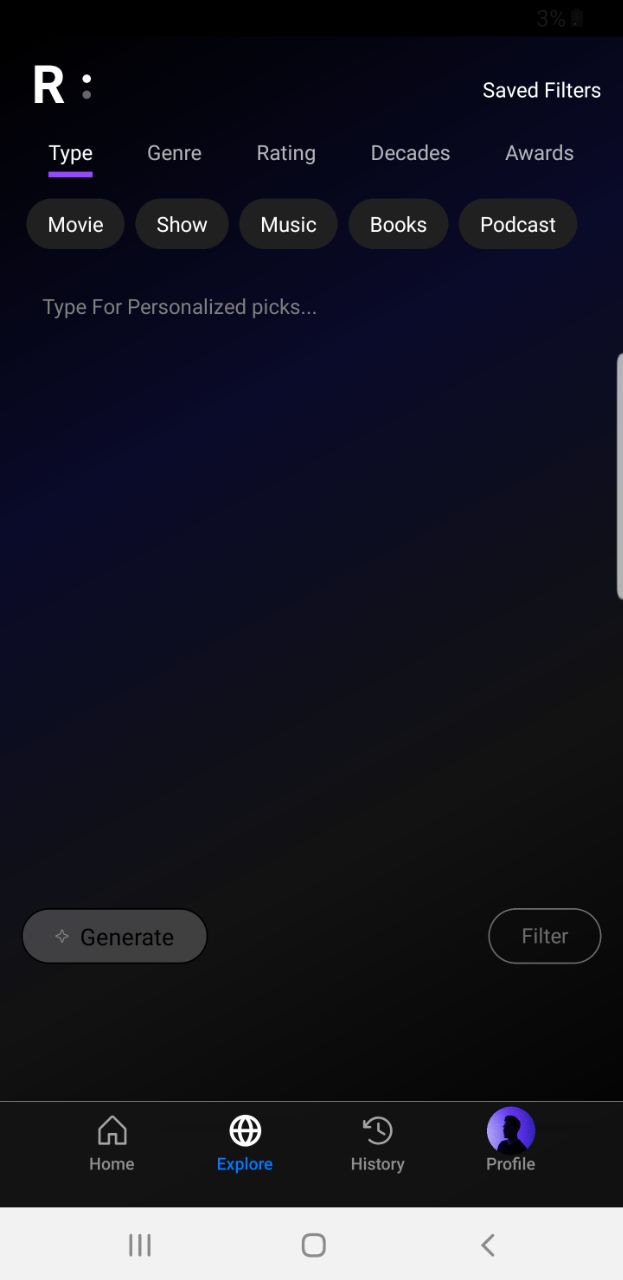 3%
R :
Saved Filters
Type Genre Rating Decades Awards
Movie Show Music Books Podcast
Type For Personalized picks...
Generate Filter
Home Explore History Profile